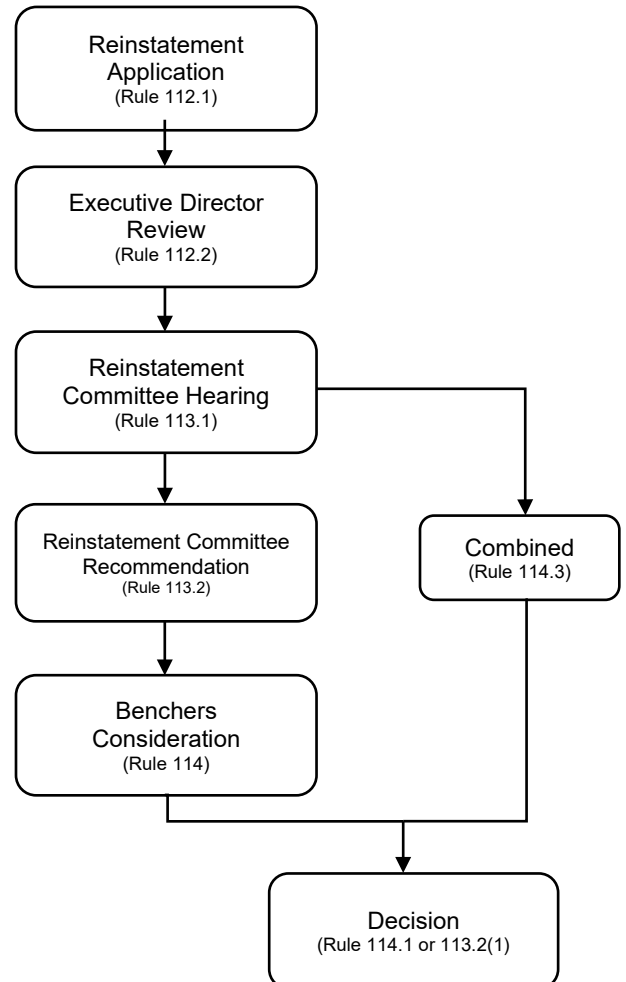 Reinstatement
Application
(Rule 112.1)
Executive Director
Review
(Rule 112.2)
Reinstatement
Committee Hearing
(Rule 113.1)
Reinstatement Committee
Recommendation
(Rule 113.2)
Combined
(Rule 114.3)
Benchers
Consideration
(Rule 114)
Decision
(Rule 114.1 or 113.2(1)